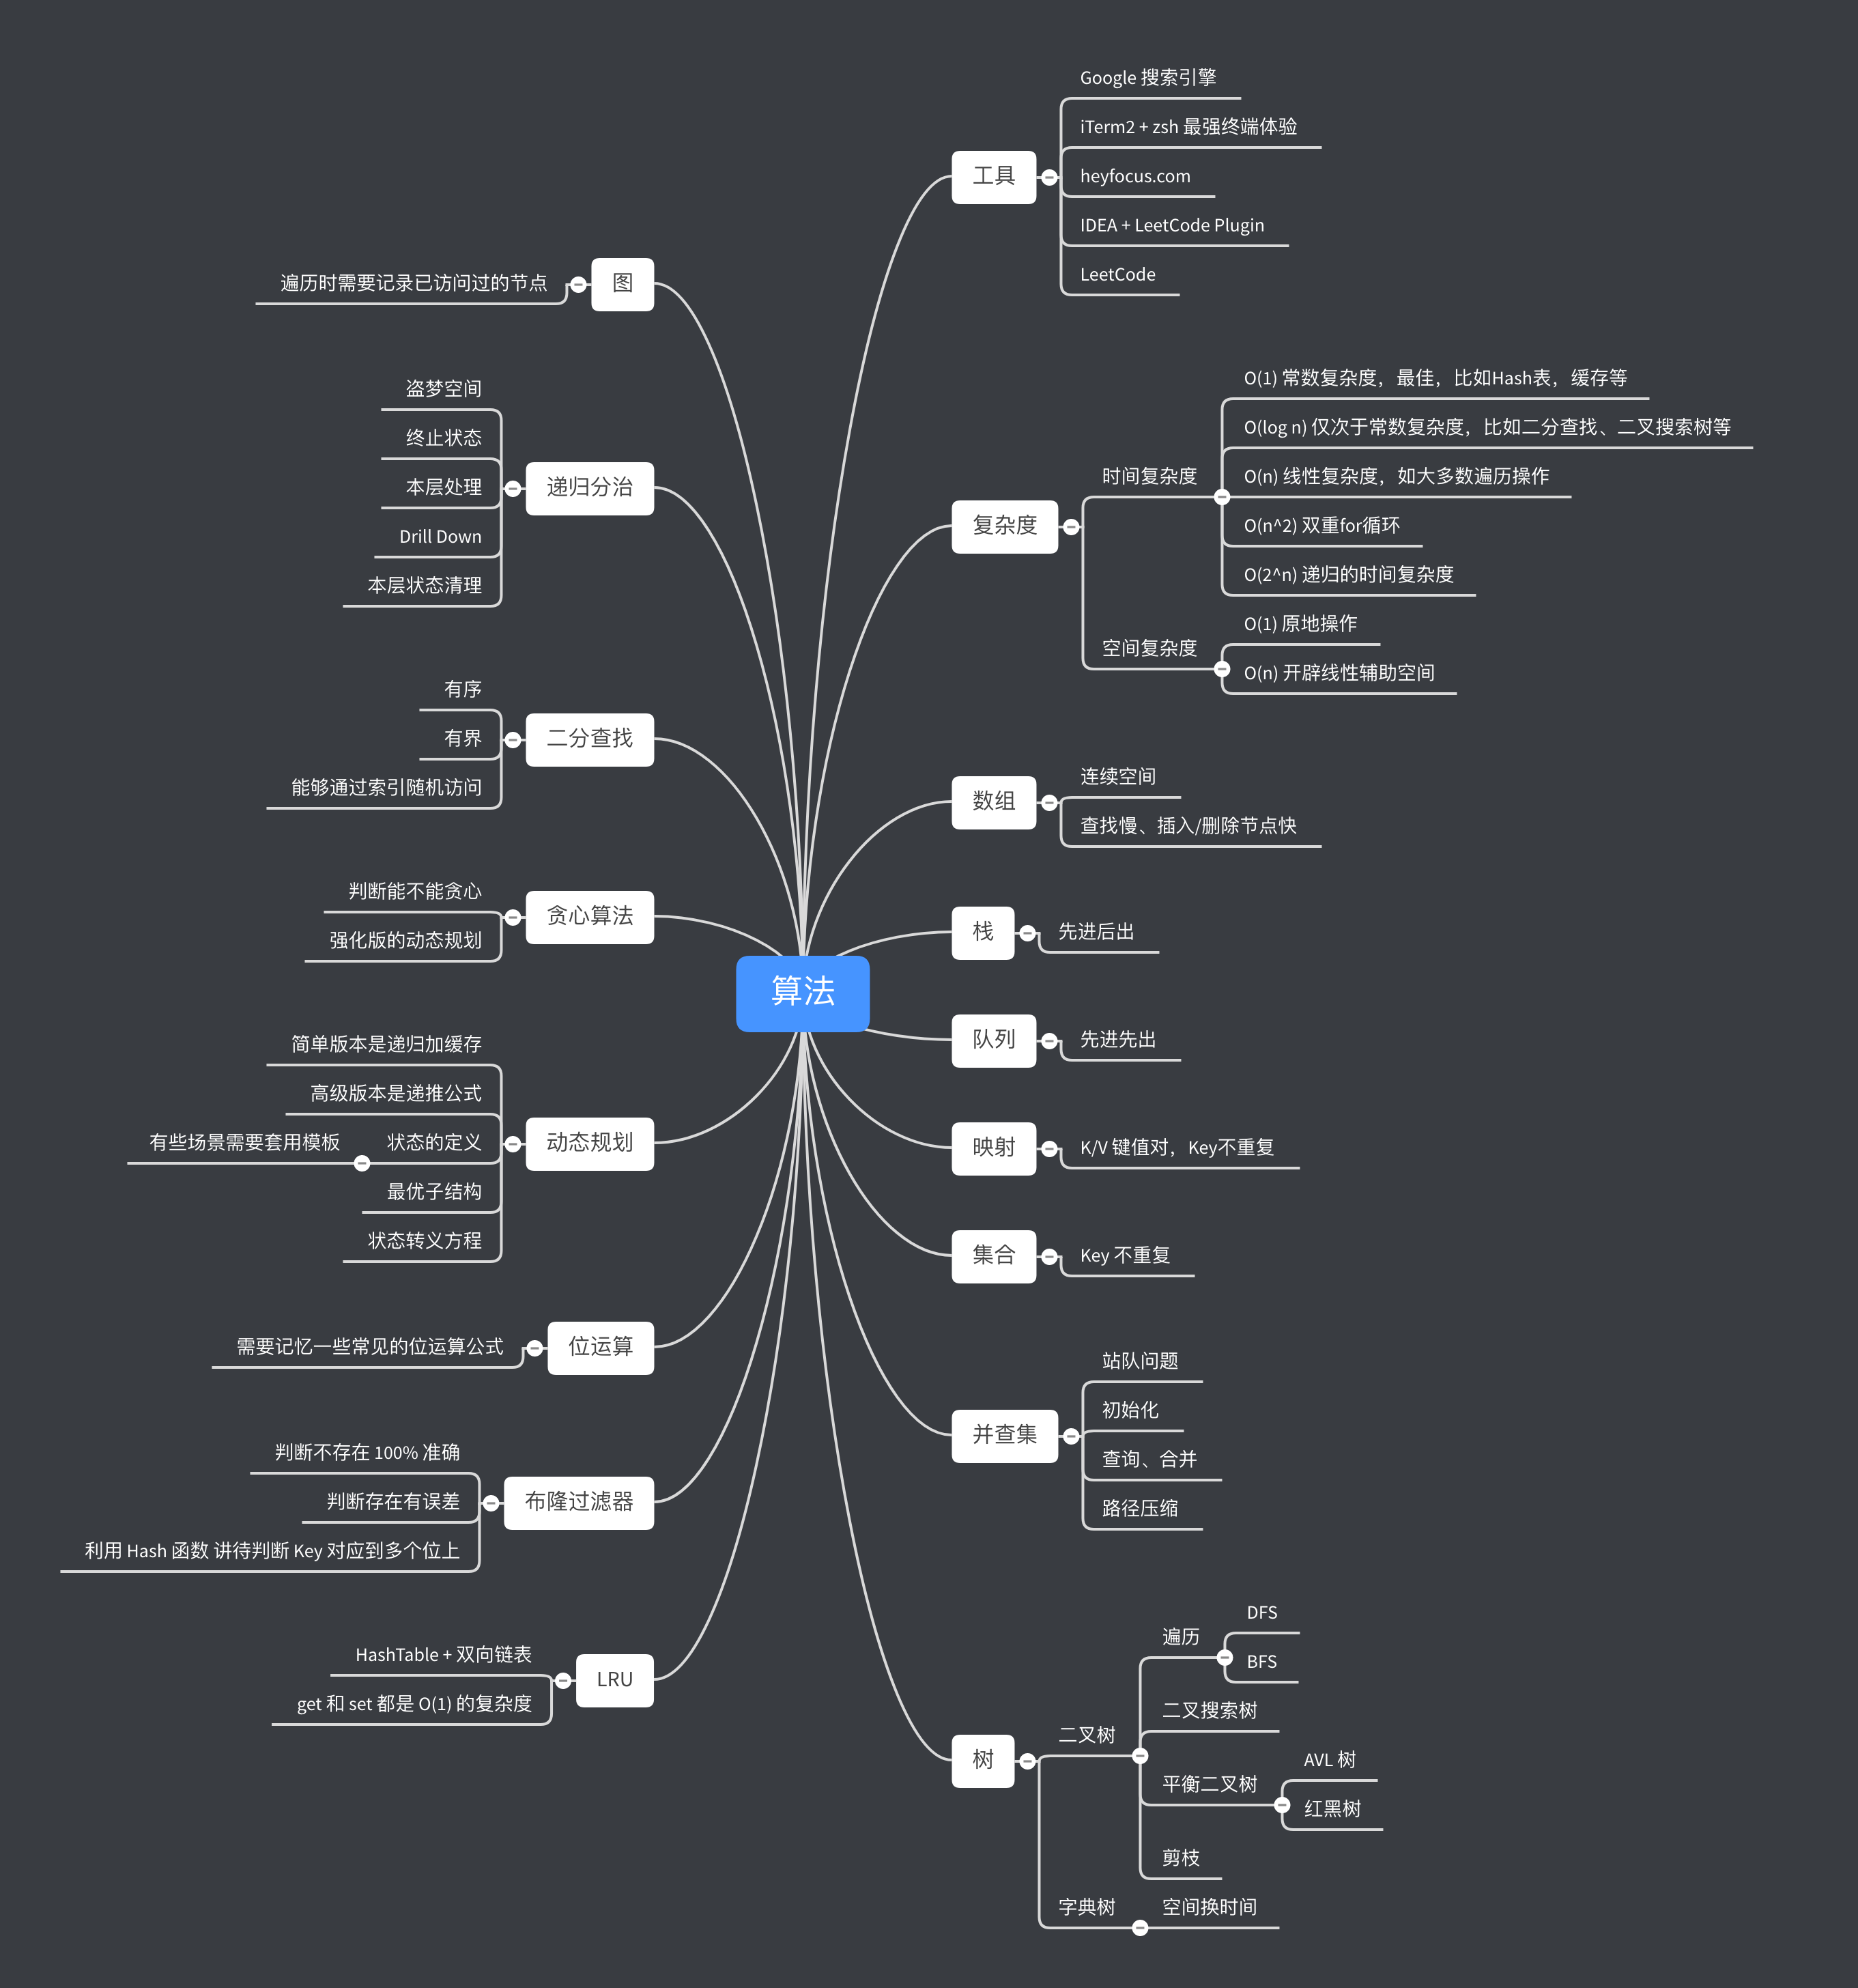 算法
工具
Google 搜索引擎
iTerm2 + zsh 最强终端体验
heyfocus.com
IDEA + LeetCode Plugin
LeetCode
复杂度
时间复杂度
O(1) 常数复杂度，最佳，比如Hash表，缓存等
O(log n) 仅次于常数复杂度，比如二分查找、二叉搜索树等
O(n) 线性复杂度，如大多数遍历操作
O(n^2) 双重for循环
O(2^n) 递归的时间复杂度
空间复杂度
O(1) 原地操作
O(n) 开辟线性辅助空间
数组
连续空间
查找慢、插入/删除节点快
栈
先进后出
队列
先进先出
映射
K/V 键值对，Key不重复
集合
Key 不重复
并查集
站队问题
初始化
查询、合并
路径压缩
树
二叉树
遍历
DFS
BFS
二叉搜索树
平衡二叉树
AVL 树
红黑树
剪枝
字典树
空间换时间
图
遍历时需要记录已访问过的节点
递归分治
盗梦空间
终止状态
本层处理
Drill Down
本层状态清理
二分查找
有序
有界
能够通过索引随机访问
贪心算法
判断能不能贪心
强化版的动态规划
动态规划
简单版本是递归加缓存
高级版本是递推公式
状态的定义
有些场景需要套用模板
最优子结构
状态转义方程
位运算
需要记忆一些常见的位运算公式
布隆过滤器
判断不存在 100% 准确
判断存在有误差
利用 Hash 函数 讲待判断 Key 对应到多个位上
LRU
HashTable + 双向链表
get 和 set 都是 O(1) 的复杂度